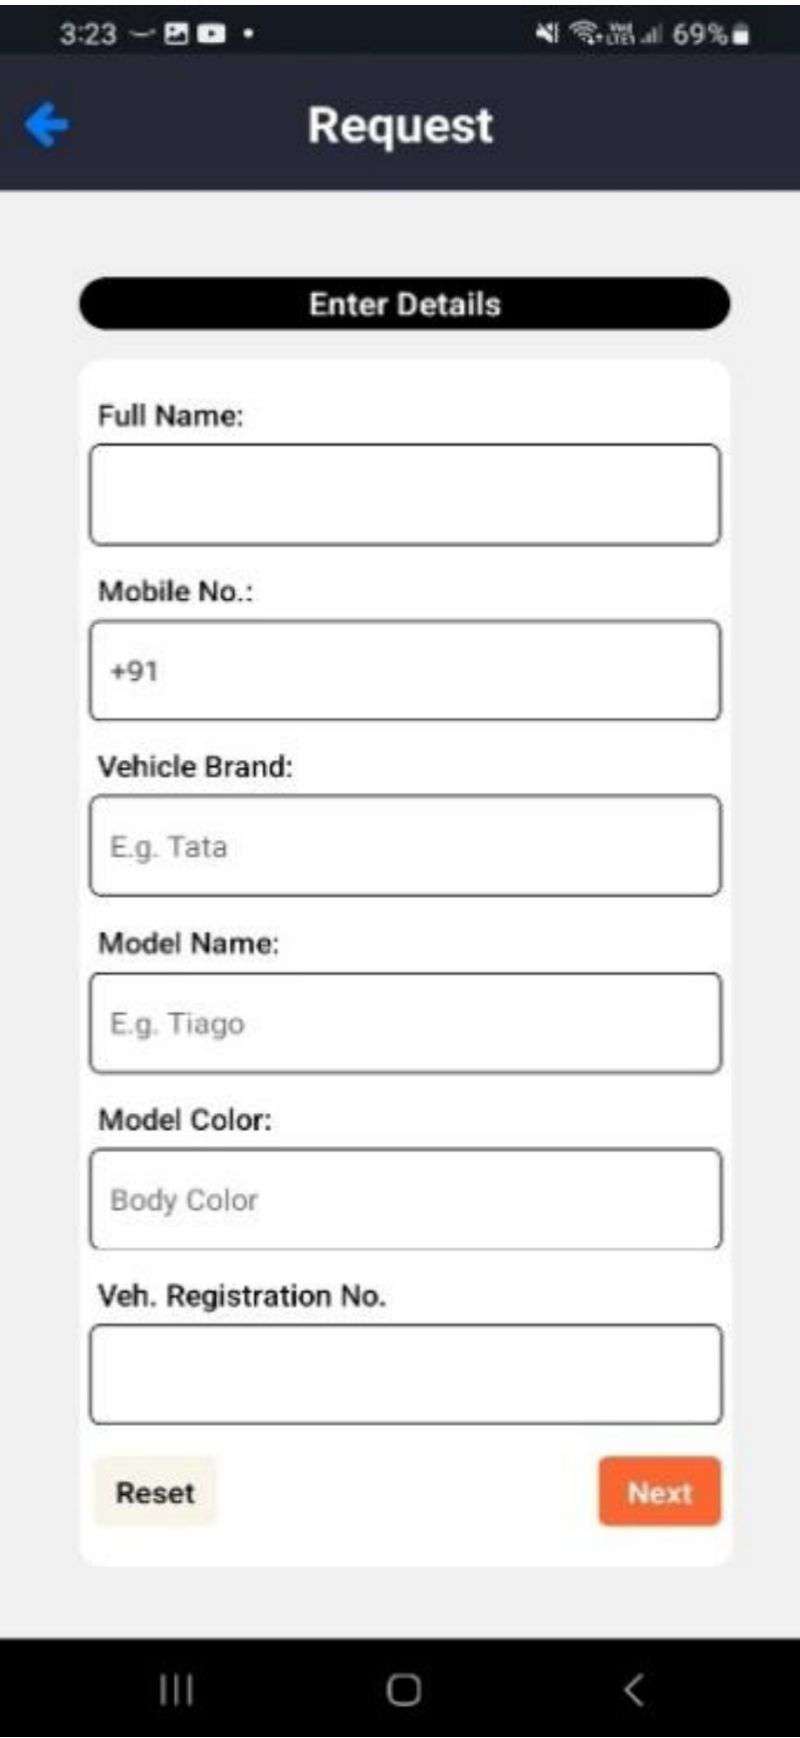 3:23
69%
Request
Enter Details
Full Name:
Mobile No.:
+91
Vehicle Brand:
E.g. Tata
Model Name:
E.g. Tiago
Model Color:
Body Color
Veh. Registration No.
Reset
Next